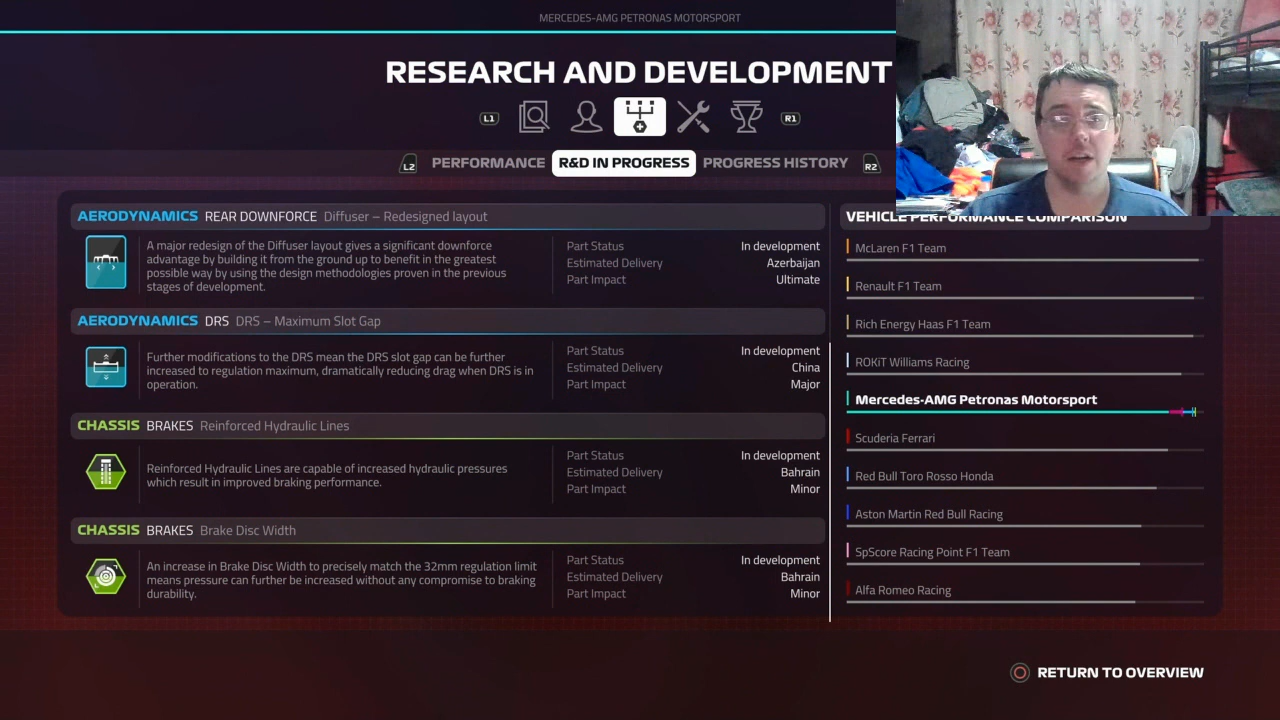 MERCEDES-AMG PETRONAS MOTORSPORT
RESEARCH AND DEVELOPMENT
L1
R1
L2 PERFORMANCE R&D IN PROGRESS PROGRESS HISTORY R2
AERODYNAMICS REAR DOWNFORCE Diffuser – Redesigned layout
A major redesign of the Diffuser layout gives a significant downforce
advantage by building it from the ground up to benefit in the greatest
possible way by using the design methodologies proven in the previous
stages of development.
Part Status In development
Estimated Delivery Azerbaijan
Part Impact Ultimate
AERODYNAMICS DRS DRS – Maximum Slot Gap
Further modifications to the DRS mean the DRS slot gap can be further
increased to regulation maximum, dramatically reducing drag when DRS is in
operation.
Part Status In development
Estimated Delivery China
Part Impact Major
CHASSIS BRAKES Reinforced Hydraulic Lines
Reinforced Hydraulic Lines are capable of increased hydraulic pressures
which result in improved braking performance.
Part Status In development
Estimated Delivery Bahrain
Part Impact Minor
CHASSIS BRAKES Brake Disc Width
An increase in Brake Disc Width to precisely match the 32mm regulation limit
means pressure can further be increased without any compromise to braking
durability.
Part Status In development
Estimated Delivery Bahrain
Part Impact Minor
VEHICLE PERFORMANCE COMPARISON
McLaren F1 Team
Renault F1 Team
Rich Energy Haas F1 Team
ROKiT Williams Racing
Mercedes-AMG Petronas Motorsport
Scuderia Ferrari
Red Bull Toro Rosso Honda
Aston Martin Red Bull Racing
SpScore Racing Point F1 Team
Alfa Romeo Racing
RETURN TO OVERVIEW